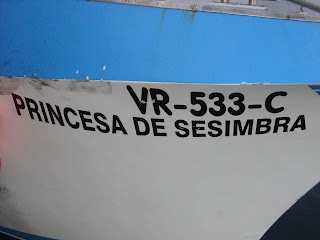 VR-533-C
PRINCESA DE SESIMBRA